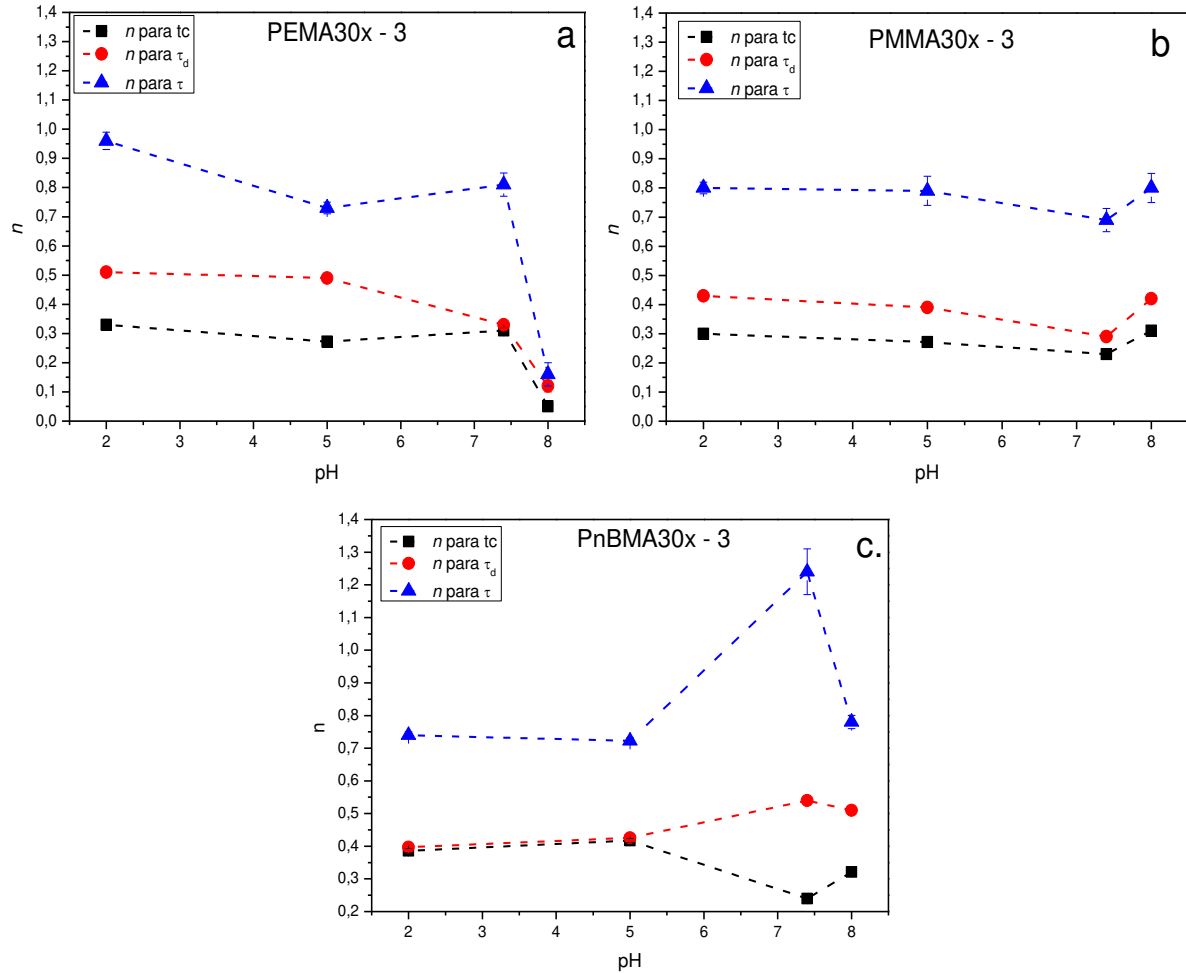 PEMA30x - 3
a
n para tc
n para τd
n para τ
1,4
1,3
1,2
1,1
1,0
0,9
0,8
0,7
0,6
0,5
0,4
0,3
0,2
0,1
0,0
n
2 3 4 5 6 7 8
pH
PMMA30x - 3
b
n para tc
n para τd
n para τ
1,4
1,3
1,2
1,1
1,0
0,9
0,8
0,7
0,6
0,5
0,4
0,3
0,2
0,1
0,0
n
2 3 4 5 6 7 8
pH
PnBMA30x - 3
c.
n para tc
n para τd
n para τ
1,4
1,3
1,2
1,1
1,0
0,9
0,8
0,7
0,6
0,5
0,4
0,3
0,2
n
2 3 4 5 6 7 8
pH